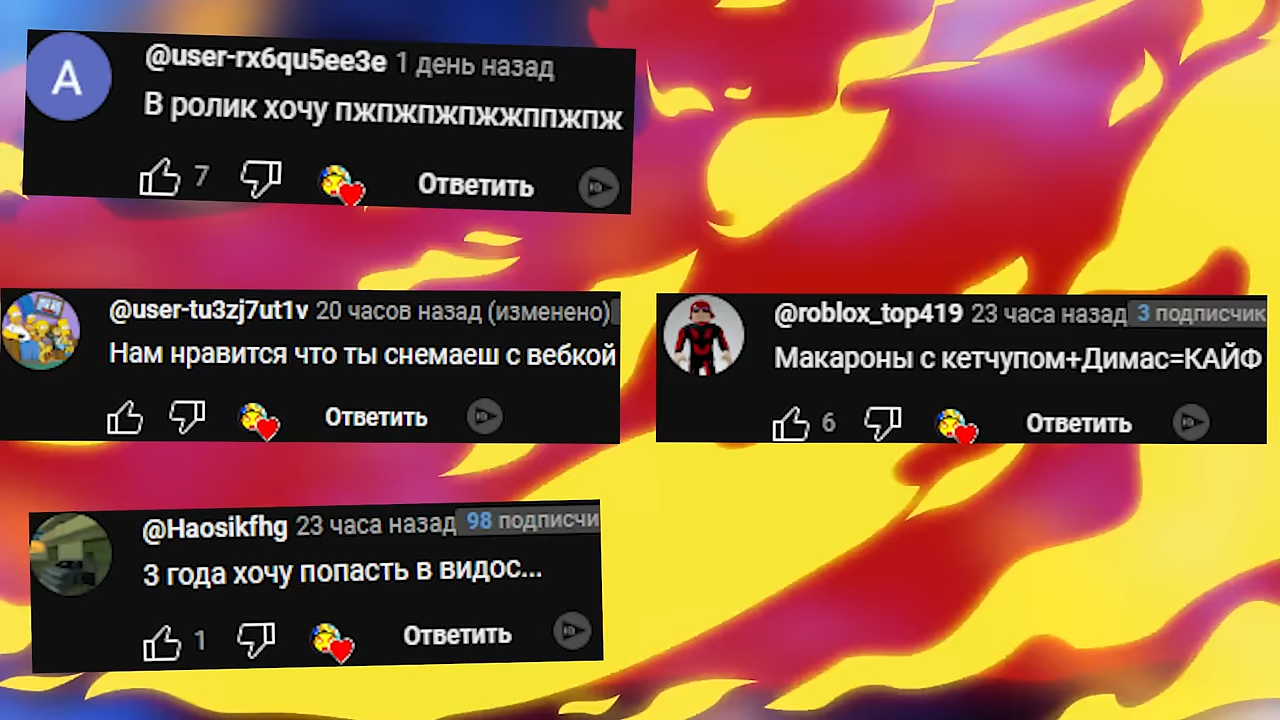 A
@user-rx6qu5ee3e 1 день назад
В ролик хочу пжпжпжпжжппжпж
7
Ответить
@user-tu3zj7ut1v 20 часов назад (изменено)
Нам нравится что ты снемаеш с вебкой
Ответить
@roblox_top419 23 часа назад 3 подписчик
Макароны с кетчупом+Димас=КАЙФ
6
Ответить
@Haosikfhg 23 часа назад 98 подписчи
3 года хочу попасть в видос...
1
Ответить